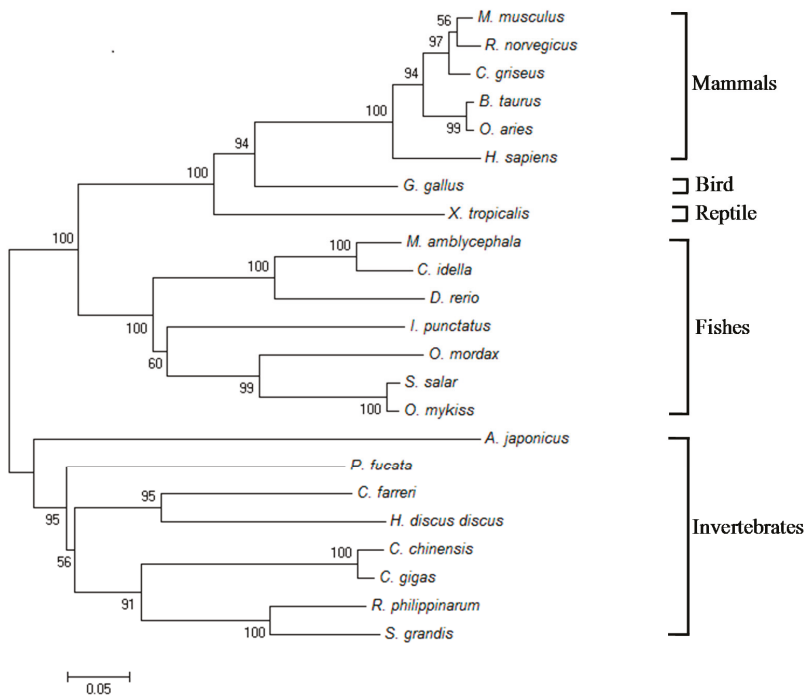 56
M. musculus
R. norvegicus
97
C. griseus
94
B. taurus
Mammals
100
99
O. aries
94
H. sapiens
100
G. gallus
Bird
X. tropicalis
Reptile
100
100
M. amblycephala
100
C. idella
D. rerio
100
I. punctatus
Fishes
60
O. mordax
99
S. salar
100
O. mykiss
A. japonicus
P. fucata
95
95
C. farreri
H. discus discus
Invertebrates
56
100
C. chinensis
C. gigas
91
R. philippinarum
100
S. grandis
0.05